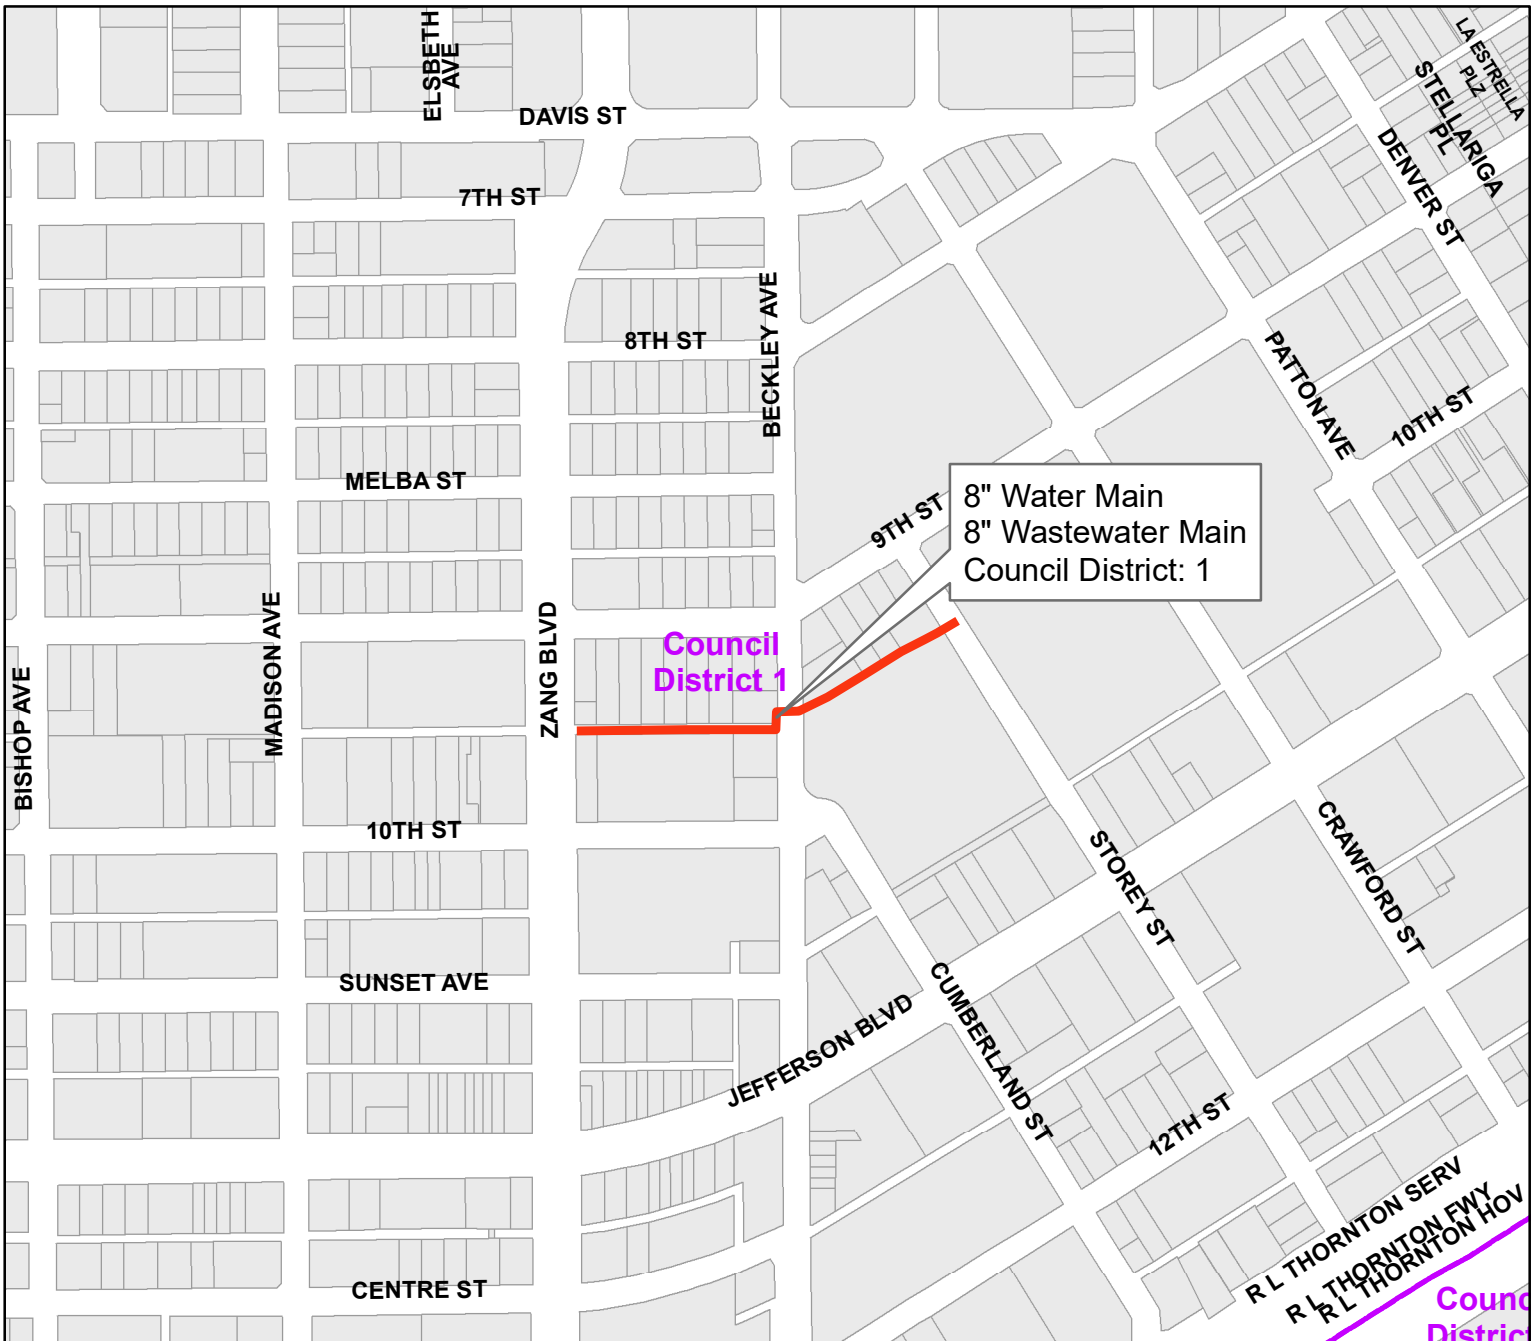 ELSBETH
AVE
LA ESTRELLA
PLZ
STELLARIGA
PL
DAVIS ST
DENVER ST
7TH ST
BECKLEY AVE
8TH ST
PATTON AVE
10TH ST
MELBA ST
9TH ST
8" Water Main
8" Wastewater Main
Council District: 1
BISHOP AVE
MADISON AVE
ZANG BLVD
Council
District 1
10TH ST
STOREY ST
CRAWFORD ST
SUNSET AVE
CUMBERLAND ST
JEFFERSON BLVD
12TH ST
R L THORNTON SERV
R L THORNTON FWY
R L THORNTON HOV
CENTRE ST
Counc
District